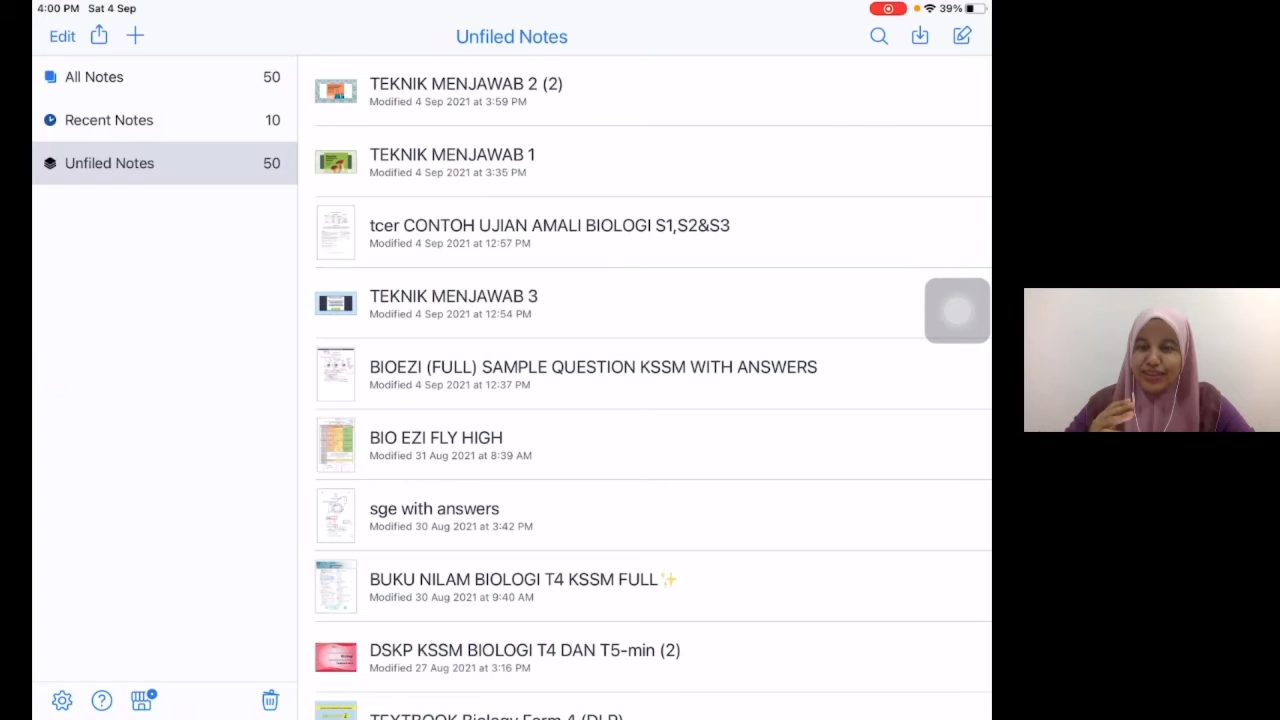 4:00 PM Sat 4 Sep
39%
Edit
Unfiled Notes
All Notes 50
Recent Notes 10
Unfiled Notes 50
TEKNIK MENJAWAB 2 (2)
Modified 4 Sep 2021 at 3:59 PM
TEKNIK MENJAWAB 1
Modified 4 Sep 2021 at 3:35 PM
tcer CONTOH UJIAN AMALI BIOLOGI S1,S2&S3
Modified 4 Sep 2021 at 12:57 PM
TEKNIK MENJAWAB 3
Modified 4 Sep 2021 at 12:54 PM
BIOEZI (FULL) SAMPLE QUESTION KSSM WITH ANSWERS
Modified 4 Sep 2021 at 12:37 PM
BIO EZI FLY HIGH
Modified 31 Aug 2021 at 8:39 AM
sge with answers
Modified 30 Aug 2021 at 3:42 PM
BUKU NILAM BIOLOGI T4 KSSM FULL✨
Modified 30 Aug 2021 at 9:40 AM
DSKP KSSM BIOLOGI T4 DAN T5-min (2)
Modified 27 Aug 2021 at 3:16 PM
TEXTBOOK Biology Form 4 (DLP)